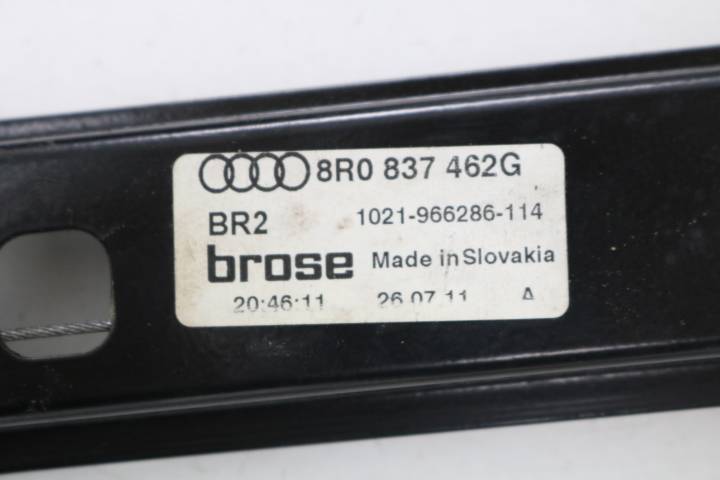 8R0 837 462G
BR2 1021-966286-114
brose Made in Slovakia
20:46:11 26.07.11 A